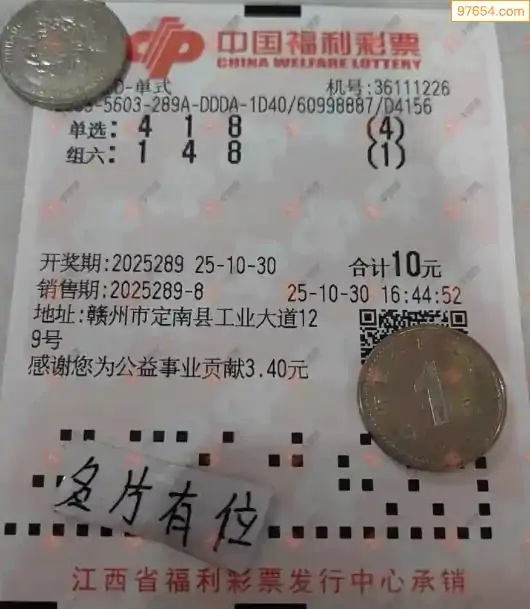 97654.com
中国福利彩票
CHINA WELFARE LOTTERY
D-单式 机号:36111226
-5603-289A-DDDA-1D40/60998887/D4156
单选: 4 1 8 (4)
组六: 1 4 8 (1)
开奖期:2025289 25-10-30 合计10元
销售期:2025289-8 25-10-30 16:44:52
地址:赣州市定南县工业大道12
9号
感谢您为公益事业贡献3.40元
1
名片有位
江西省福利彩票发行中心承销